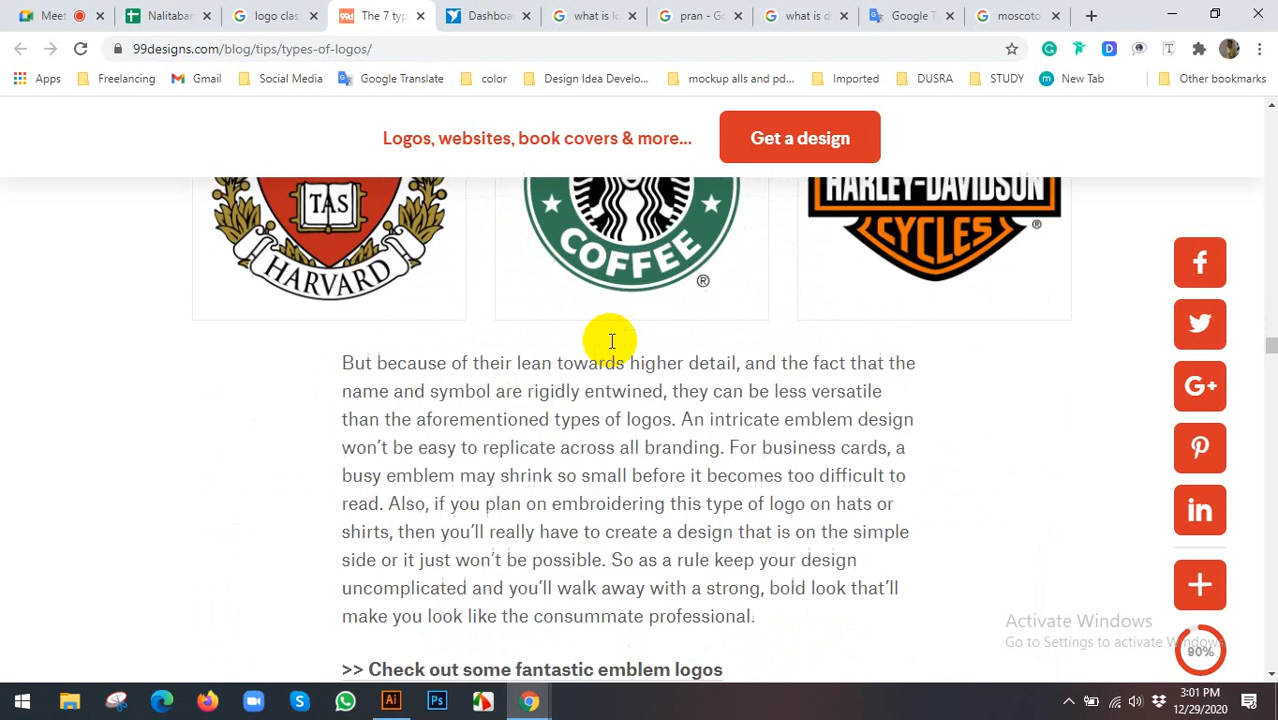 Meet
Nalitabar
logo clas
The 7 typ
Dashboa
what is lo
pran - Go
what is d
Google T
moscota
99designs.com/blog/tips/types-of-logos/
Apps
Freelancing
Gmail
Social Media
Google Translate
color
Design Idea Develo...
mockup alls and pd...
Imported
DUSRA
STUDY
New Tab
Other bookmarks
Logos, websites, book covers & more...
Get a design
TAS
HARVARD
COFFEE
®
HARLEY-DAVIDSON
CYCLES
®
But because of their lean towards higher detail, and the fact that the
name and symbol are rigidly entwined, they can be less versatile
than the aforementioned types of logos. An intricate emblem design
won't be easy to replicate across all branding. For business cards, a
busy emblem may shrink so small before it becomes too difficult to
read. Also, if you plan on embroidering this type of logo on hats or
shirts, then you'll really have to create a design that is on the simple
side or it just won't be possible. So as a rule keep your design
uncomplicated and you'll walk away with a strong, bold look that'll
make you look like the consummate professional.
>> Check out some fantastic emblem logos
Activate Windows
Go to Settings to activate Windows.
90%
3:01 PM
12/29/2020